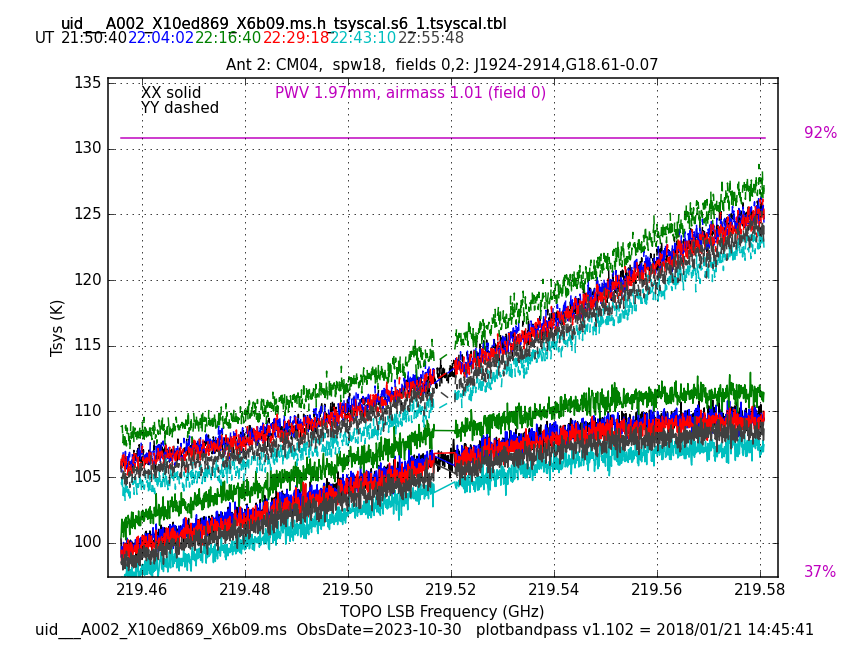 uid___A002_X10ed869_X6b09.ms.h_tsyscal.s6_1.tsyscal.tbl
UT 21:50:40 22:04:02 22:16:40 22:29:18 22:43:10 22:55:48
Ant 2: CM04, spw18, fields 0,2: J1924-2914,G18.61-0.07
XX solid
YY dashed
PWV 1.97mm, airmass 1.01 (field 0)
92%
37%
135
130
125
120
115
110
105
100
Tsys (K)
219.46 219.48 219.50 219.52 219.54 219.56 219.58
TOPO LSB Frequency (GHz)
uid___A002_X10ed869_X6b09.ms ObsDate=2023-10-30 plotbandpass v1.102 = 2018/01/21 14:45:41